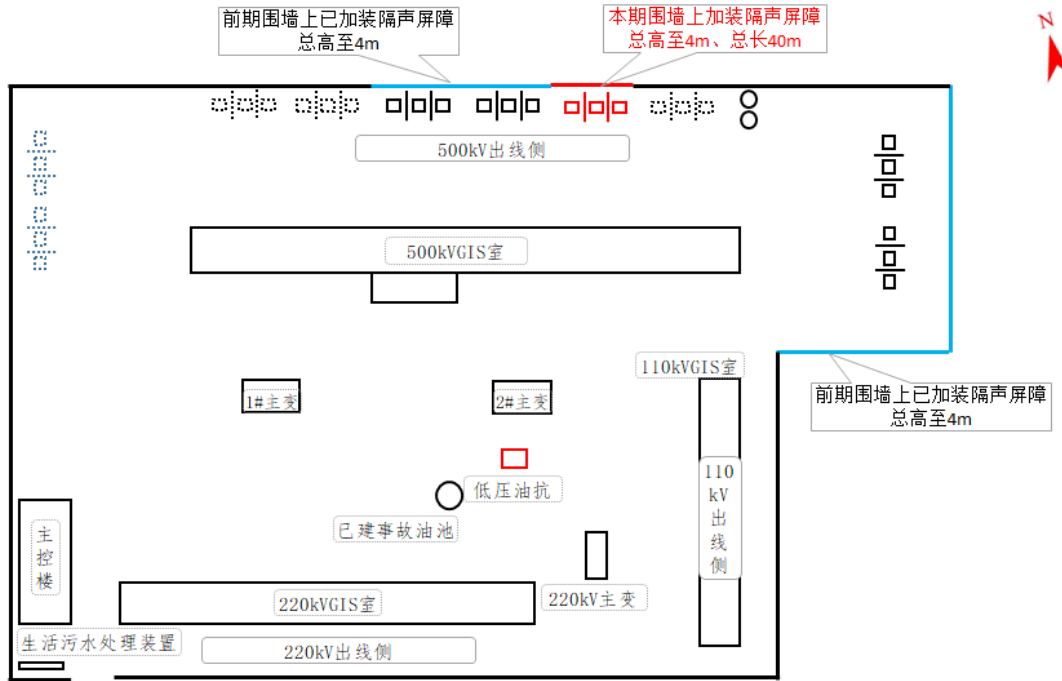 前期围墙上已加装隔声屏障
总高至4m
本期围墙上加装隔声屏障
总高至4m、总长40m
N
500kV出线侧
500kVGIS室
110kVGIS室
1#主变
2#主变
前期围墙上已加装隔声屏障
总高至4m
110
kV
出
线
侧
低压油抗
已建事故油池
主
控
楼
220kV主变
220kVGIS室
生活污水处理装置
220kV出线侧